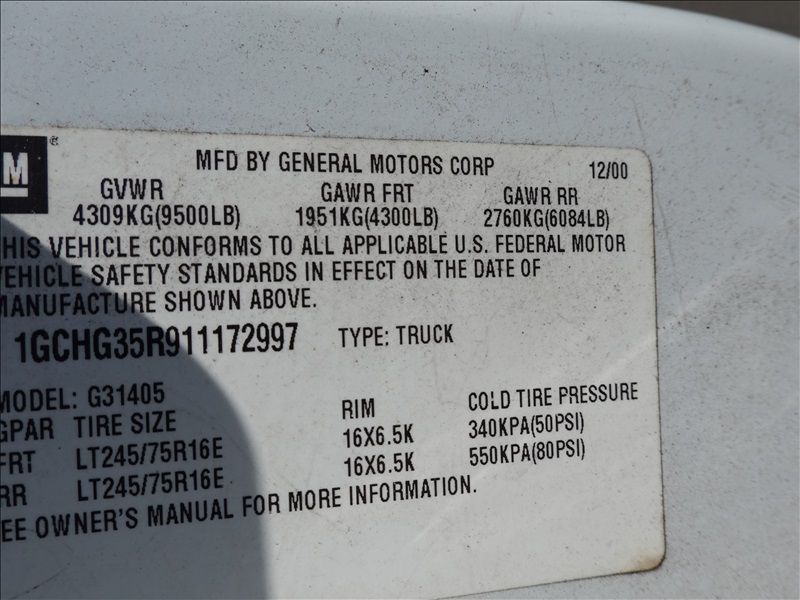 M ®
MFD BY GENERAL MOTORS CORP 12/00
GVWR GAWR FRT GAWR RR
4309KG(9500LB) 1951KG(4300LB) 2760KG(6084LB)
HIS VEHICLE CONFORMS TO ALL APPLICABLE U.S. FEDERAL MOTOR
VEHICLE SAFETY STANDARDS IN EFFECT ON THE DATE OF
MANUFACTURE SHOWN ABOVE.
1GCHG35R911172997 TYPE: TRUCK
MODEL: G31405
GPAR TIRE SIZE RIM COLD TIRE PRESSURE
FRT LT245/75R16E 16X6.5K 340KPA(50PSI)
RR LT245/75R16E 16X6.5K 550KPA(80PSI)
EE OWNER'S MANUAL FOR MORE INFORMATION.